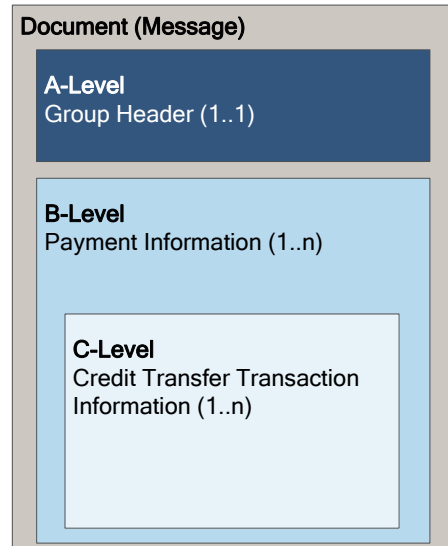 Document (Message)
A-Level
Group Header (1..1)
B-Level
Payment Information (1..n)
C-Level
Credit Transfer Transaction
Information (1..n)